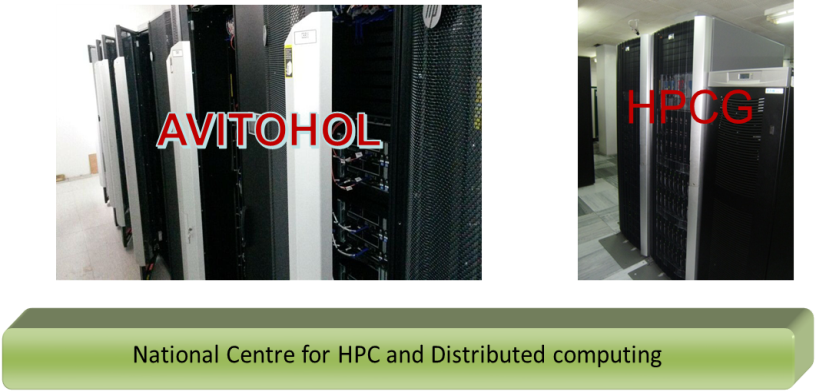 AVITOHOL
HPCG
National Centre for HPC and Distributed computing